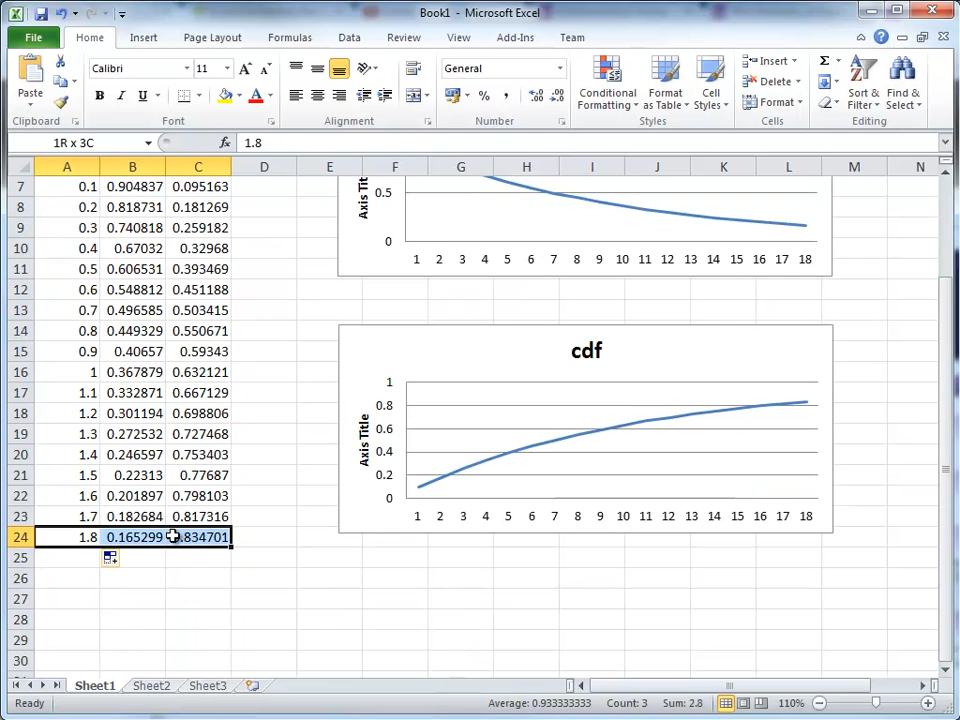 Book1 - Microsoft Excel
File Home Insert Page Layout Formulas Data Review View Add-Ins Team
Paste
Calibri 11
B I U A
General
$ % ,
Conditional Formatting
Format as Table
Cell Styles
Insert
Delete
Format
Σ
Sort & Filter
Find & Select
Clipboard Font Alignment Number Styles Cells Editing
1R x 3C fx 1.8
A B C D E F G H I J K L M N
7 0.1 0.904837 0.095163
8 0.2 0.818731 0.181269
9 0.3 0.740818 0.259182
10 0.4 0.67032 0.32968
11 0.5 0.606531 0.393469
12 0.6 0.548812 0.451188
13 0.7 0.496585 0.503415
14 0.8 0.449329 0.550671
15 0.9 0.40657 0.59343
16 1 0.367879 0.632121
17 1.1 0.332871 0.667129
18 1.2 0.301194 0.698806
19 1.3 0.272532 0.727468
20 1.4 0.246597 0.753403
21 1.5 0.22313 0.77687
22 1.6 0.201897 0.798103
23 1.7 0.182684 0.817316
24 1.8 0.165299 0.834701
25
26
27
28
29
30
Axis Tit
0.5
0
1 2 3 4 5 6 7 8 9 10 11 12 13 14 15 16 17 18
cdf
Axis Title
1
0.8
0.6
0.4
0.2
0
1 2 3 4 5 6 7 8 9 10 11 12 13 14 15 16 17 18
Sheet1 Sheet2 Sheet3
Ready Average: 0.933333333 Count: 3 Sum: 2.8 110%